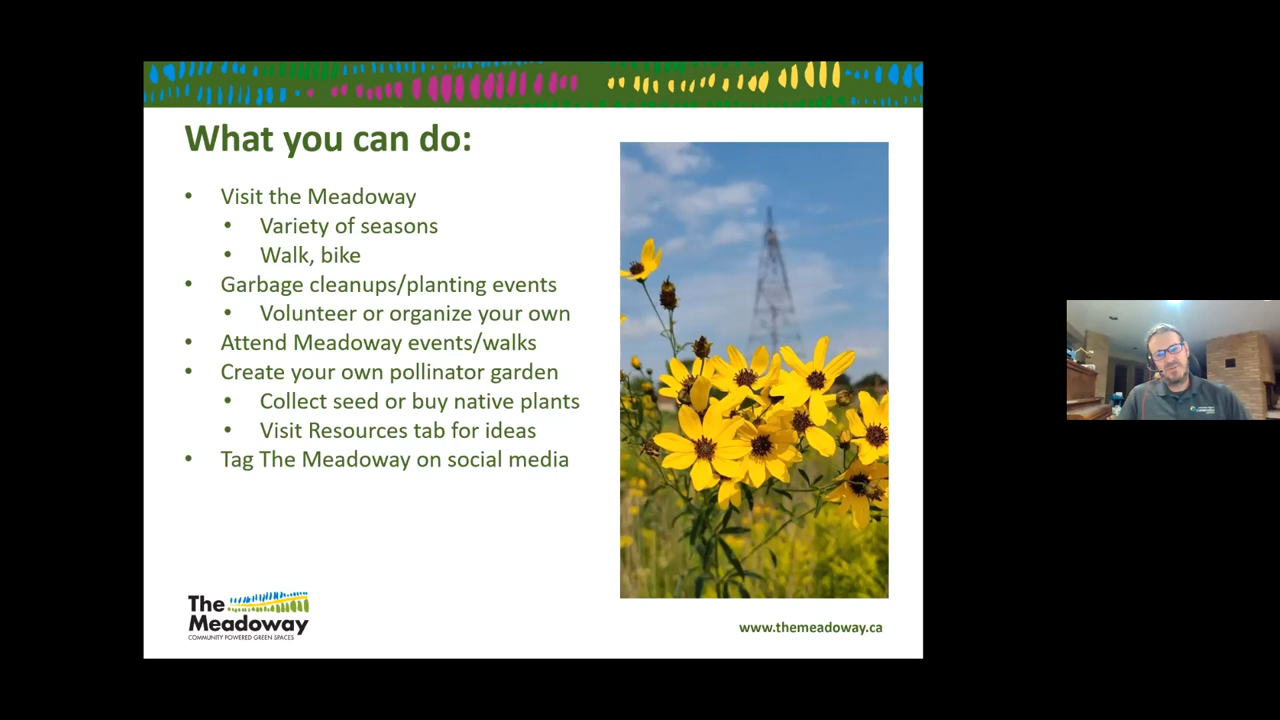 What you can do:
• Visit the Meadoway
• Variety of seasons
• Walk, bike
• Garbage cleanups/planting events
• Volunteer or organize your own
• Attend Meadoway events/walks
• Create your own pollinator garden
• Collect seed or buy native plants
• Visit Resources tab for ideas
• Tag The Meadoway on social media
The
Meadoway
COMMUNITY POWERED GREEN SPACES
www.themeadoway.ca